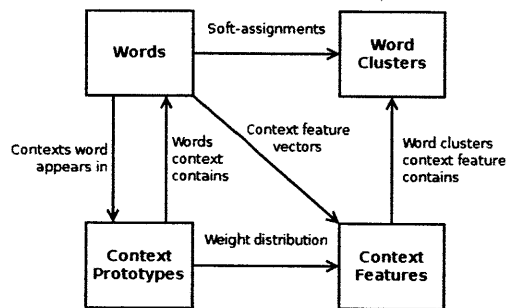 Soft-assignments
Words
Word
Clusters
Contexts word
appears in
Words
context
contains
Context feature
vectors
Word clusters
context feature
contains
Context
Prototypes
Weight distribution
Context
Features